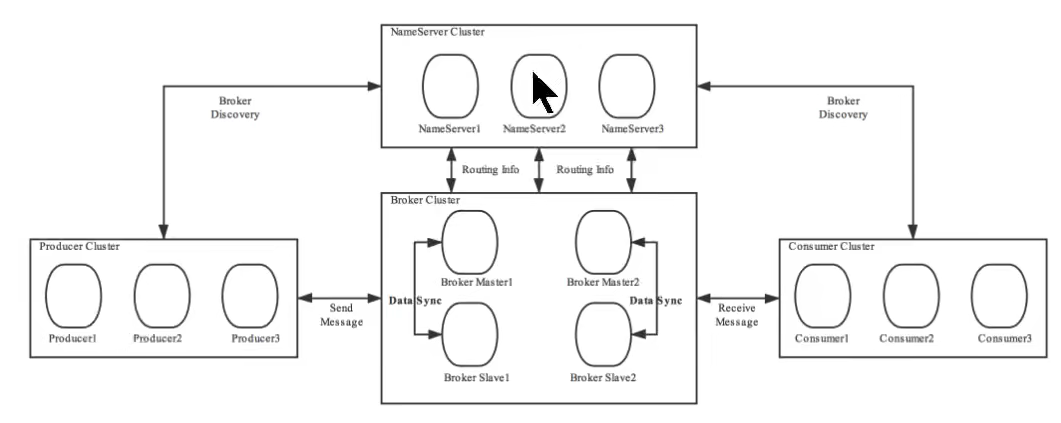 NameServer Cluster
NameServer1
NameServer2
NameServer3
Broker
Discovery
Broker
Discovery
Routing Info
Routing Info
Broker Cluster
Broker Master1
Broker Master2
Data Sync
Data Sync
Broker Slave1
Broker Slave2
Producer Cluster
Producer1
Producer2
Producer3
Send
Message
Receive
Message
Consumer Cluster
Consumer1
Consumer2
Consumer3